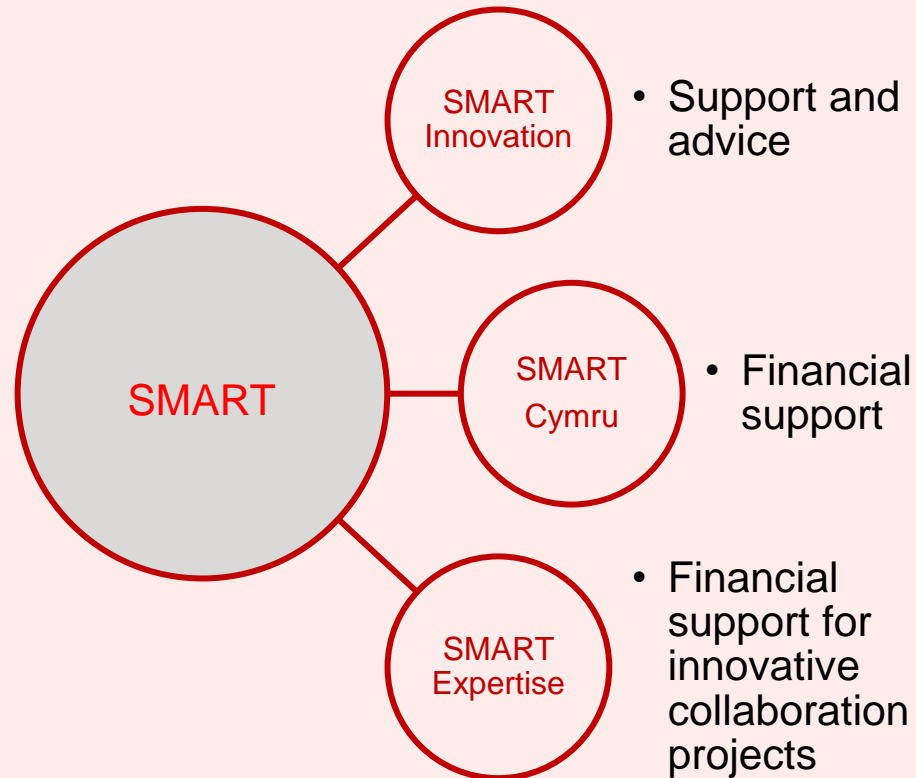 SMART
SMART
Innovation
• Support and
advice
SMART
Cymru
• Financial
support
SMART
Expertise
• Financial
support for
innovative
collaboration
projects